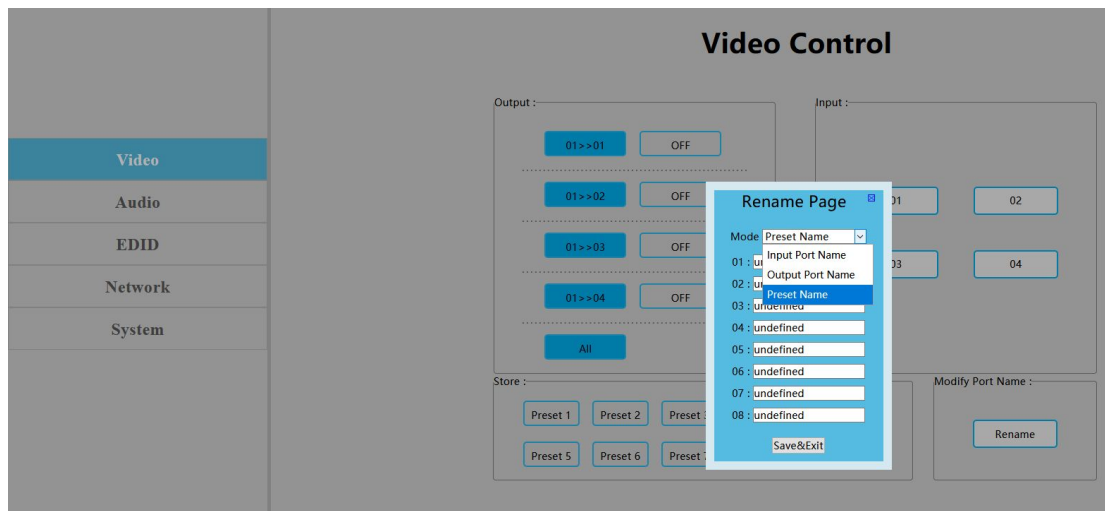 Video Control
Video
Audio
EDID
Network
System
Output :
01>>01 OFF
01>>02 OFF
01>>03 OFF
01>>04 OFF
All
Input :
01 02
03 04
Rename Page
Mode Preset Name
Input Port Name
Output Port Name
Preset Name
01 :
02 :
03 : undefined
04 : undefined
05 : undefined
06 : undefined
07 : undefined
08 : undefined
Save&Exit
Store :
Preset 1 Preset 2 Preset
Preset 5 Preset 6 Preset
Modify Port Name :
Rename